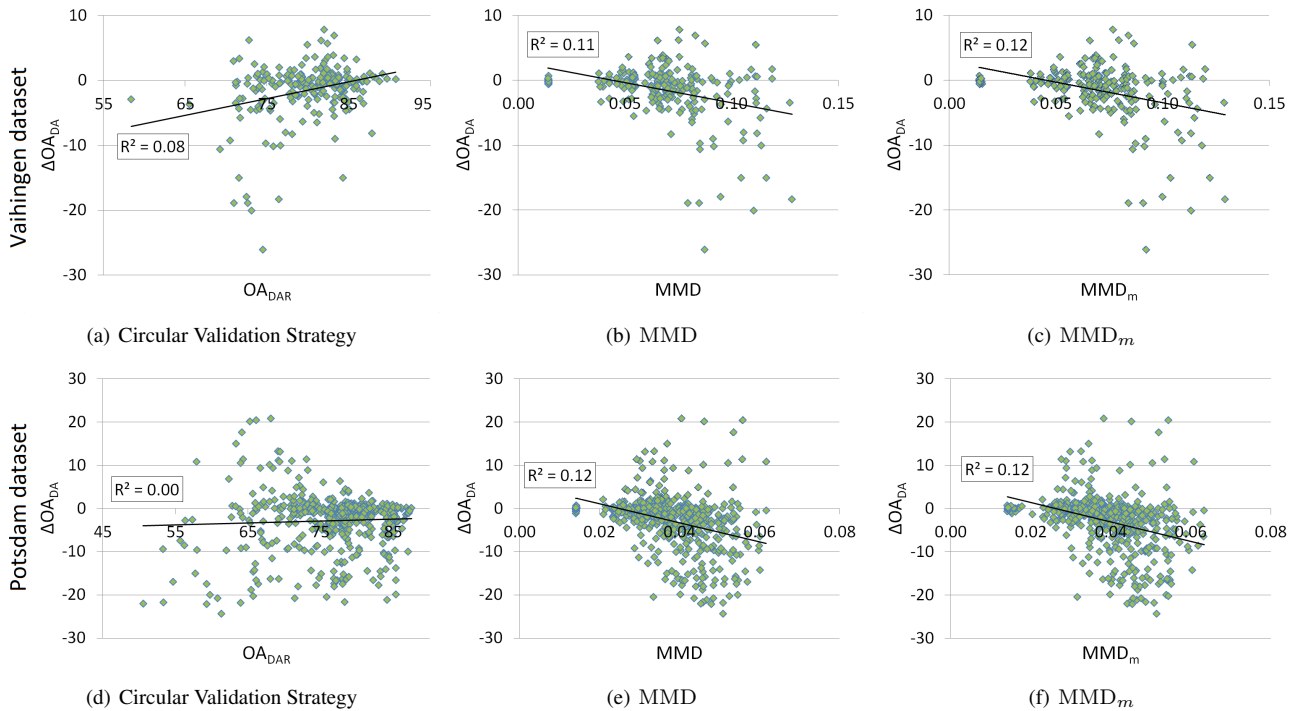 Vaihingen dataset
10
0
-10
-20
-30
55
65
75
85
95
R² = 0.08
ΔOA_DA
OA_DAR
(a) Circular Validation Strategy
10
0
-10
-20
-30
0.00
0.05
0.10
0.15
R² = 0.11
ΔOA_DA
MMD
(b) MMD
10
0
-10
-20
-30
0.00
0.05
0.10
0.15
R² = 0.12
ΔOA_DA
MMD_m
(c) MMD_m
Potsdam dataset
30
20
10
0
-10
-20
-30
45
55
65
75
85
R² = 0.00
ΔOA_DA
OA_DAR
(d) Circular Validation Strategy
30
20
10
0
-10
-20
-30
0.00
0.02
0.04
0.06
0.08
R² = 0.12
ΔOA_DA
MMD
(e) MMD
30
20
10
0
-10
-20
-30
0.00
0.02
0.04
0.06
0.08
R² = 0.12
ΔOA_DA
MMD_m
(f) MMD_m